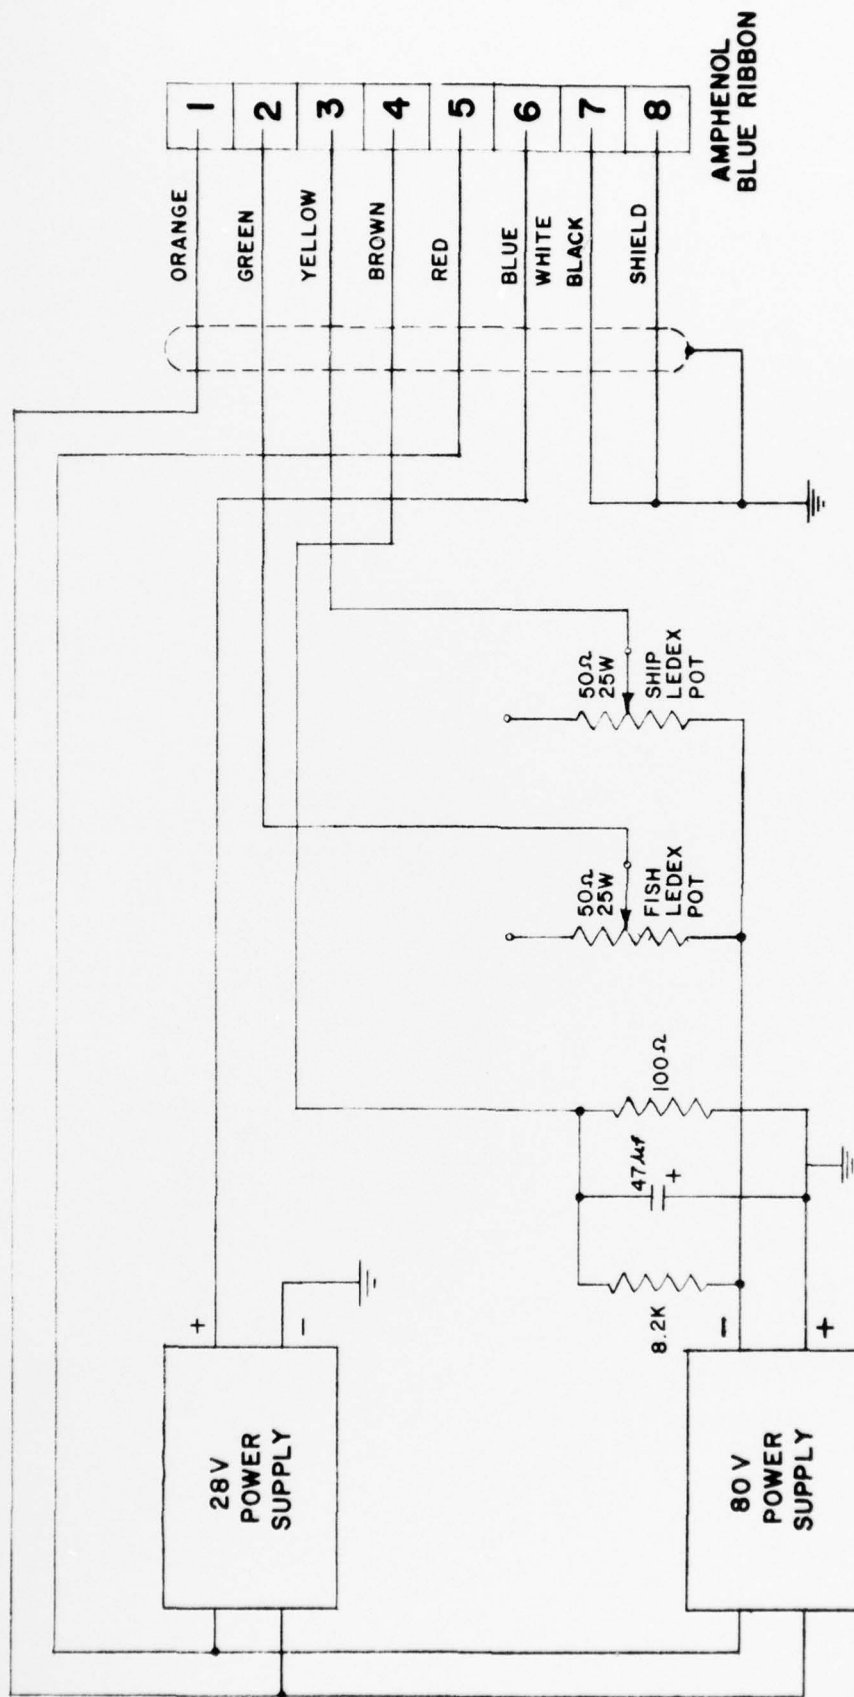 ORANGE
1
GREEN
2
YELLOW
3
BROWN
4
RED
5
BLUE
6
WHITE
BLACK
7
SHIELD
8
AMPHENOL
BLUE RIBBON
50Ω
25W
SHIP
LEDEX
POT
50Ω
25W
FISH
LEDEX
POT
100Ω
47μf
+
8.2K
+
-
28V
POWER
SUPPLY
-
+
80V
POWER
SUPPLY